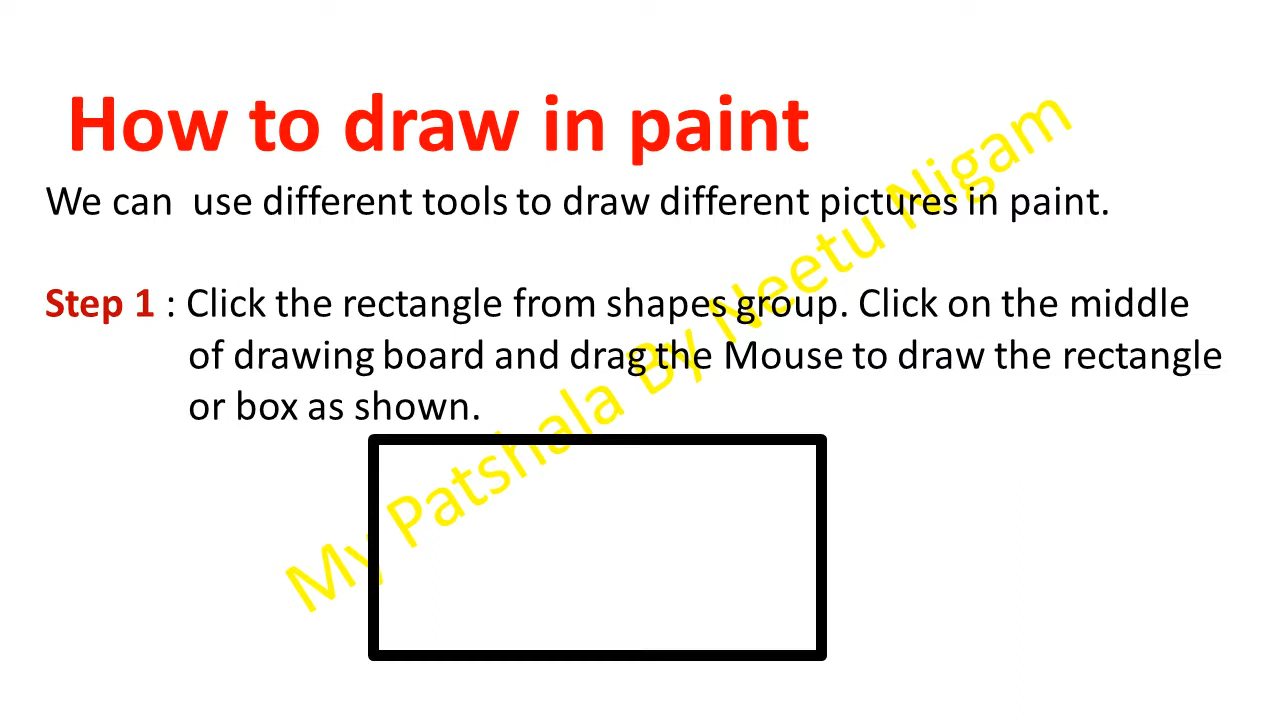 How to draw in paint
We can  use different tools to draw different pictures in paint.
Step 1 : Click the rectangle from shapes group. Click on the middle
of drawing board and drag the Mouse to draw the rectangle
or box as shown.
My Patshala By Neetu Nigam